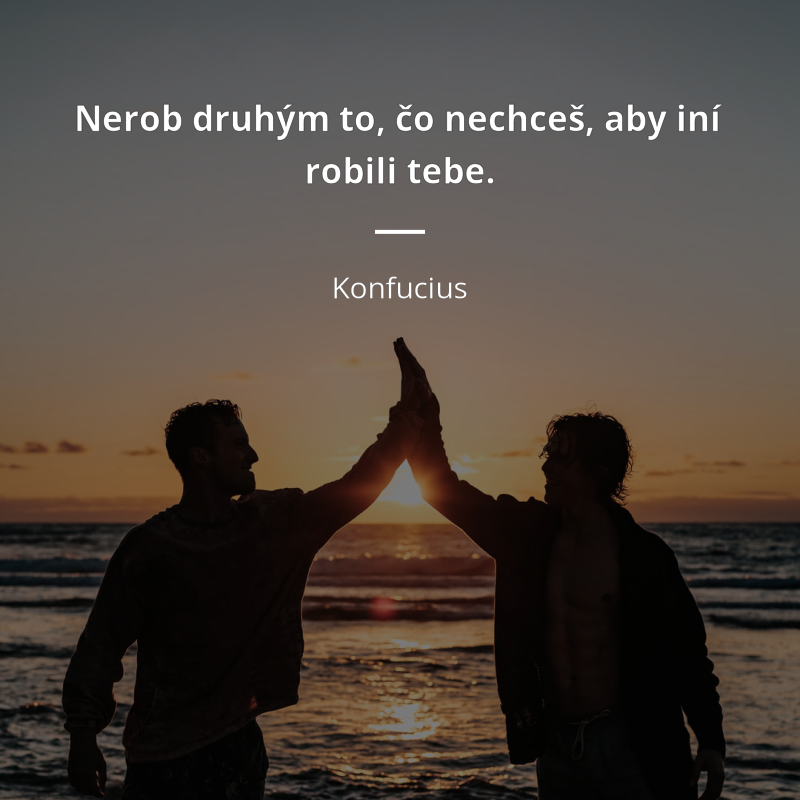 Nerob druhým to, čo nechceš, aby iní
robili tebe.
Konfucius